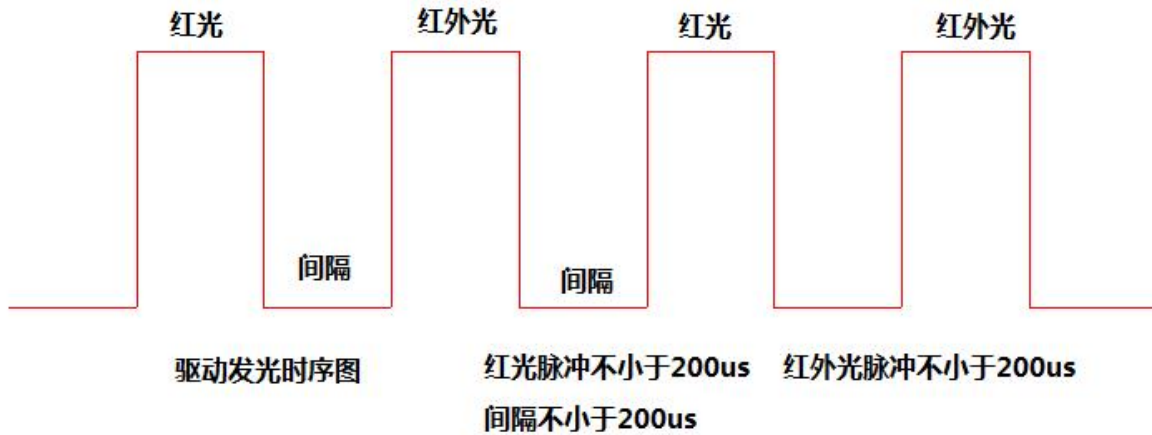 红光
红外光
红光
红外光
间隔
间隔
驱动发光时序图
红光脉冲不小于200us 红外光脉冲不小于200us
间隔不小于200us